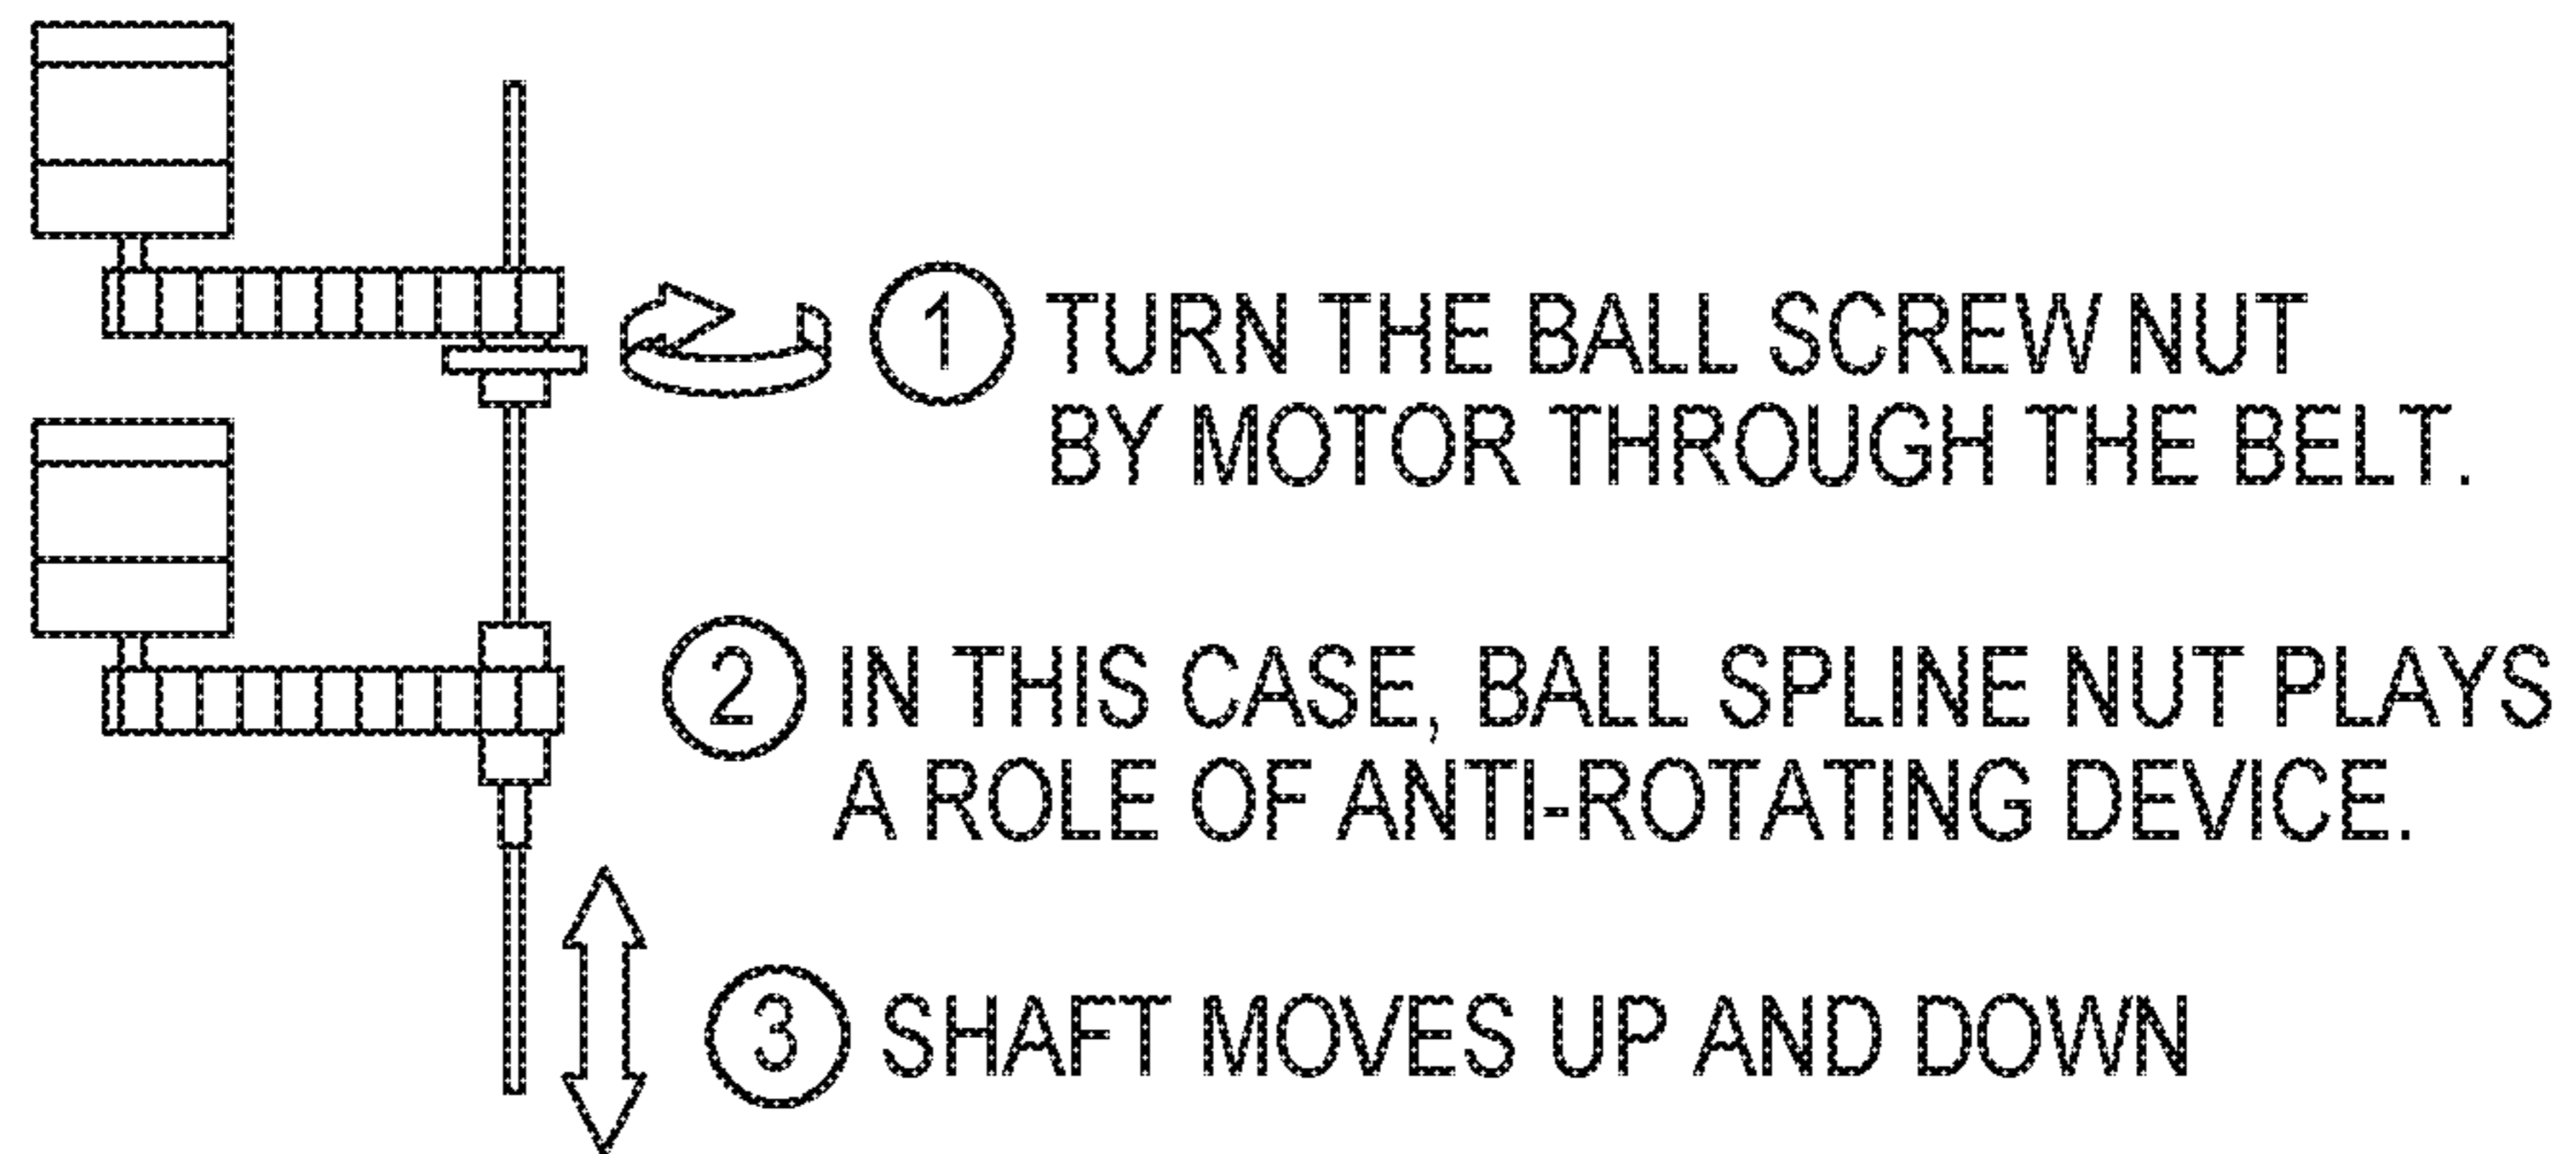 ① TURN THE BALL SCREW NUT
BY MOTOR THROUGH THE BELT.
② IN THIS CASE, BALL SPLINE NUT PLAYS
A ROLE OF ANTI-ROTATING DEVICE.
③ SHAFT MOVES UP AND DOWN